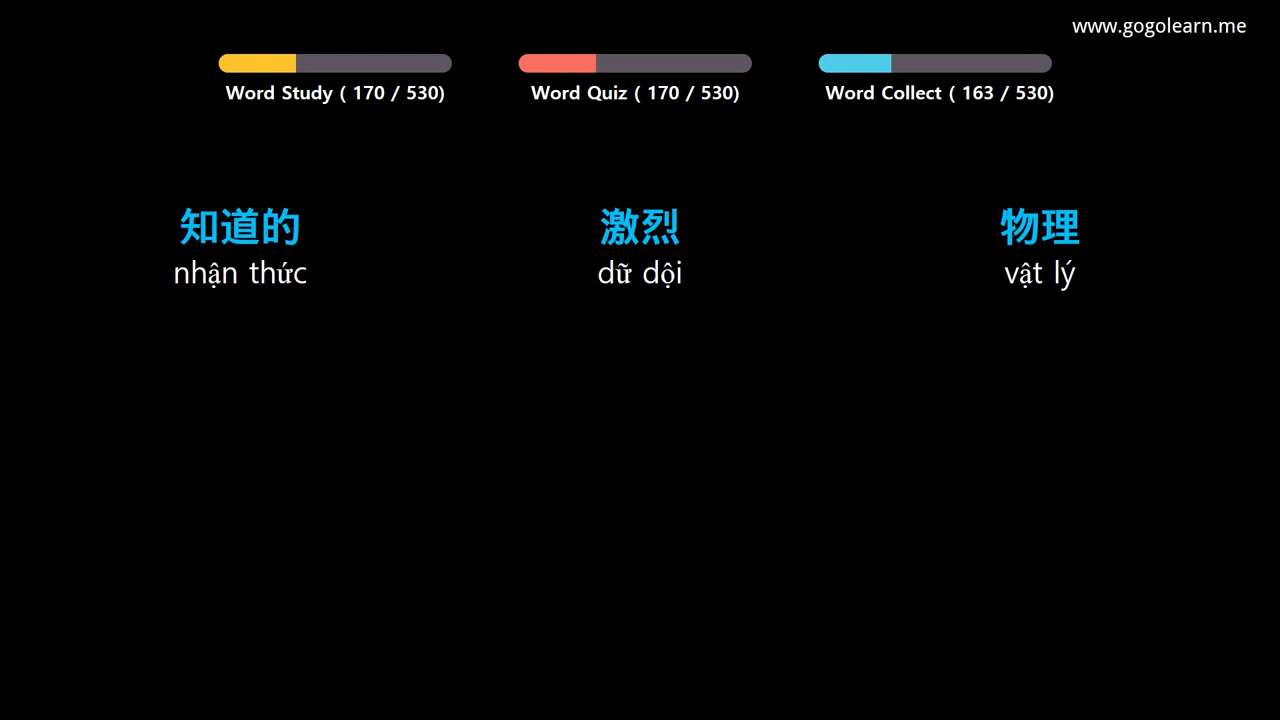 www.gogolearn.me
Word Study ( 170 / 530)
Word Quiz ( 170 / 530)
Word Collect ( 163 / 530)
知道的
nhận thức
激烈
dữ dội
物理
vật lý